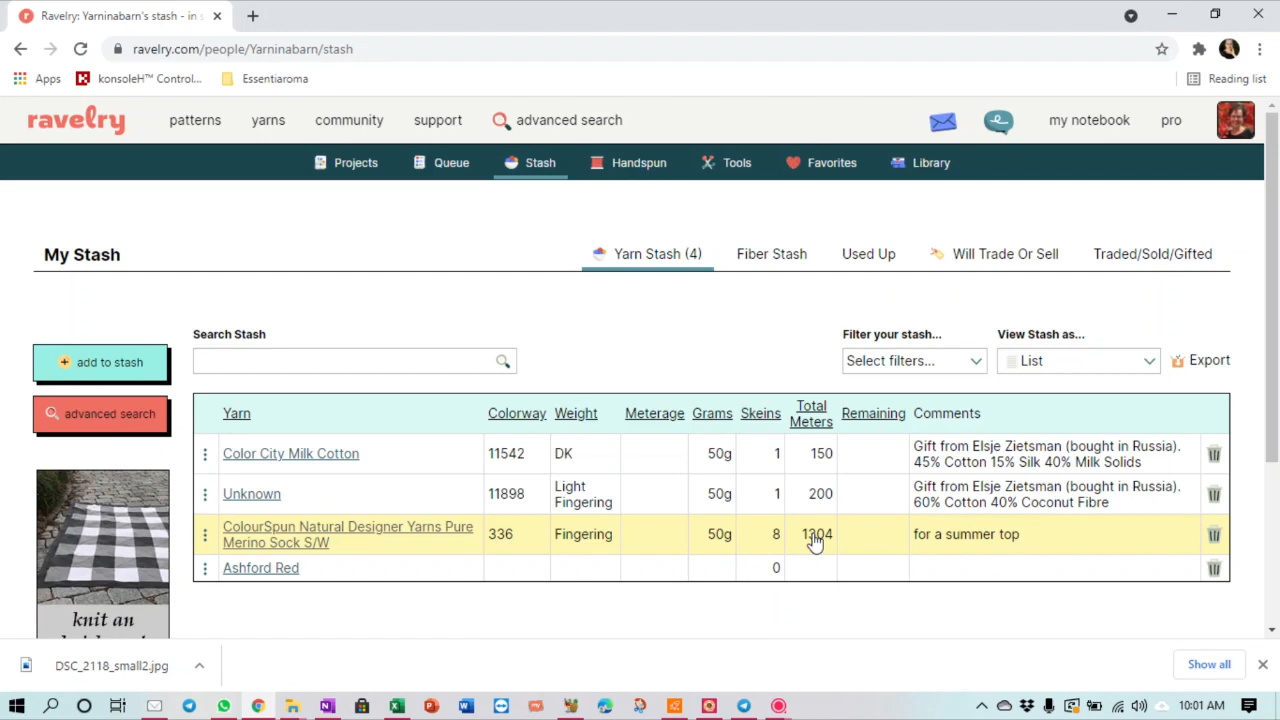 Ravelry: Yarninabarn's stash - in s
ravelry.com/people/Yarninabarn/stash
Apps
konsoleH™ Control...
Essentiaroma
Reading list
ravelry
patterns
yarns
community
support
advanced search
my notebook
pro
Projects
Queue
Stash
Handspun
Tools
Favorites
Library
My Stash
Yarn Stash (4)
Fiber Stash
Used Up
Will Trade Or Sell
Traded/Sold/Gifted
Search Stash
Filter your stash...
View Stash as...
+ add to stash
Select filters...
List
Export
advanced search
Yarn Colorway Weight Meterage Grams Skeins Total Meters Remaining Comments
Color City Milk Cotton 11542 DK 50g 1 150 Gift from Elsje Zietsman (bought in Russia).
45% Cotton 15% Silk 40% Milk Solids
Unknown 11898 Light Fingering 50g 1 200 Gift from Elsje Zietsman (bought in Russia).
60% Cotton 40% Coconut Fibre
ColourSpun Natural Designer Yarns Pure
Merino Sock S/W 336 Fingering 50g 8 1304 for a summer top
Ashford Red 0
knit an
DSC_2118_small2.jpg
Show all
10:01 AM